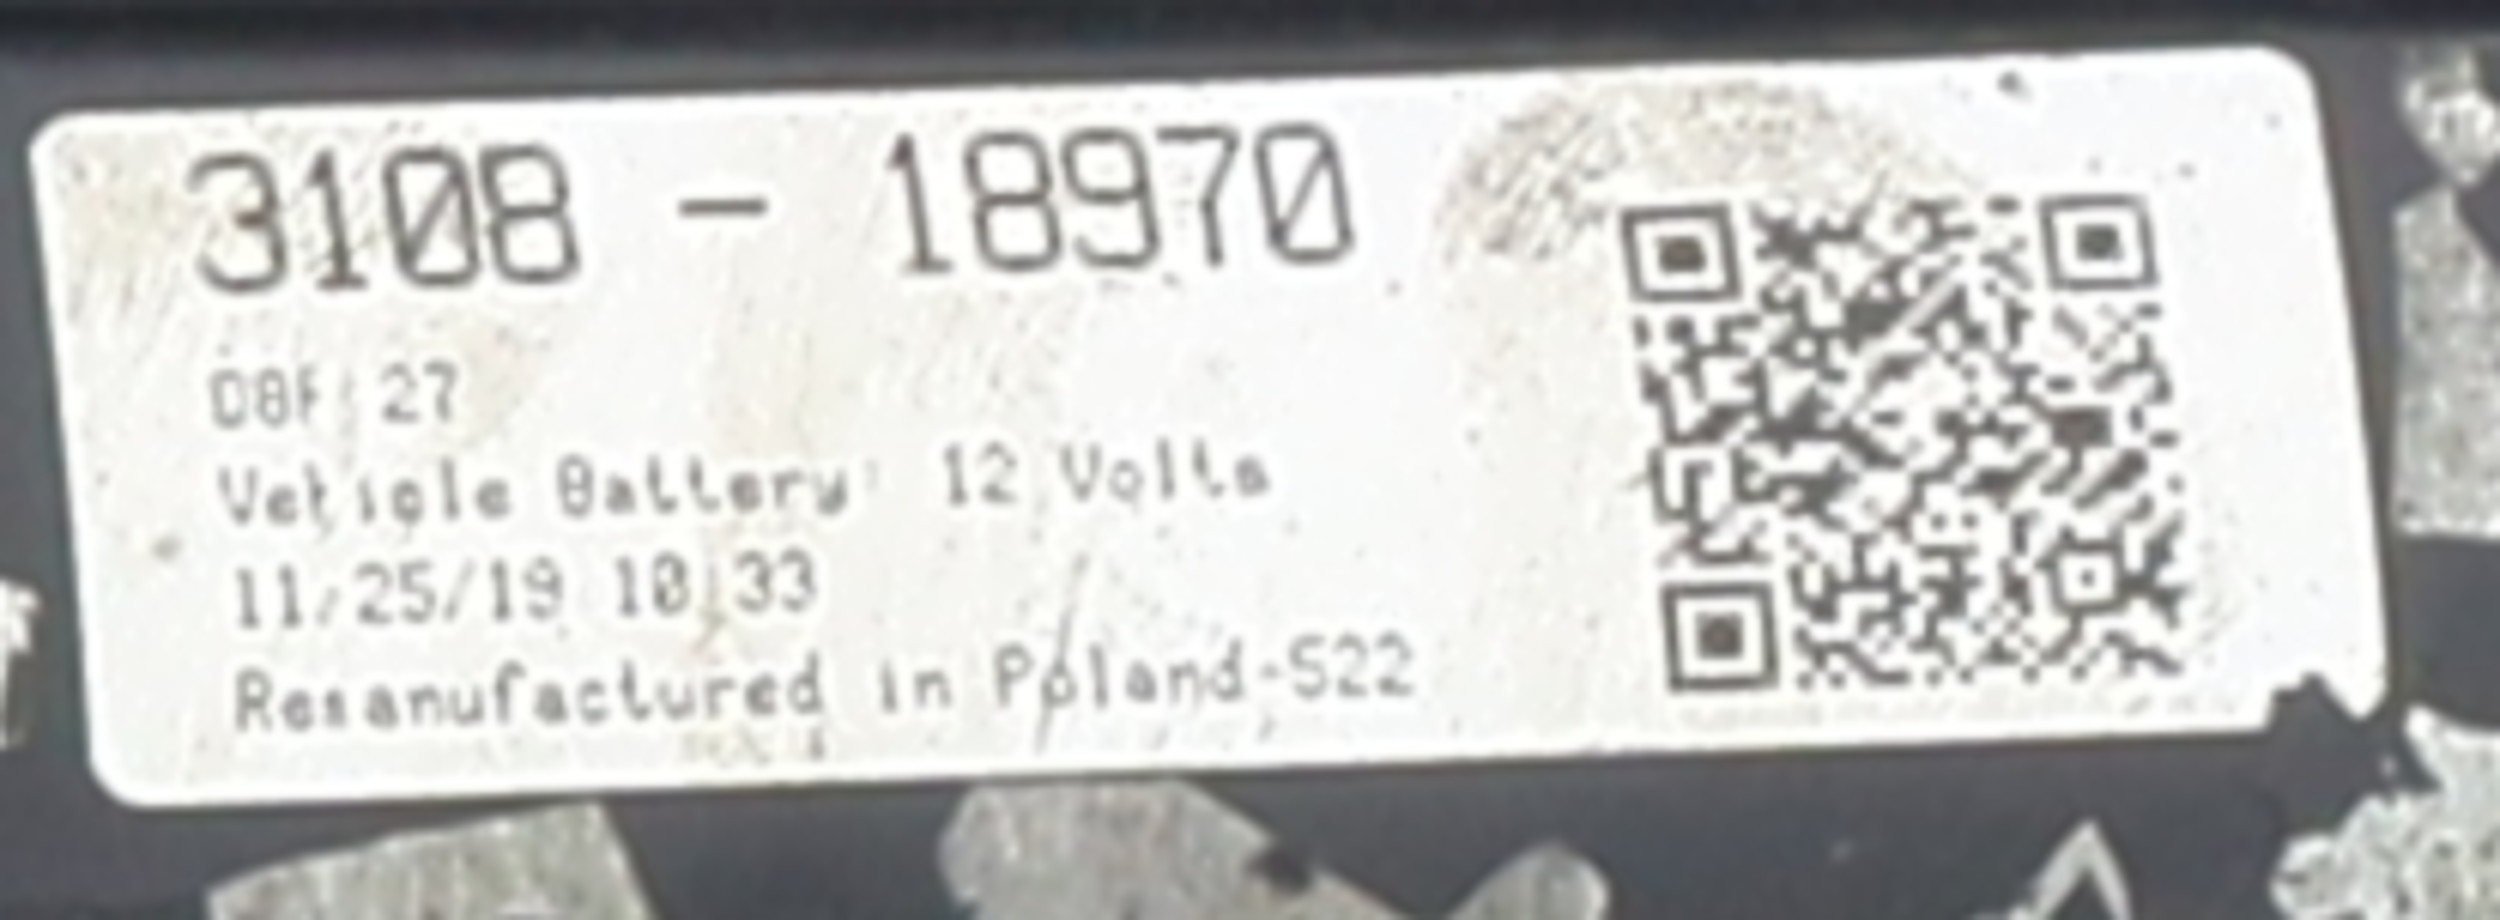 3108 - 18970
D8F 27
Vehicle Battery: 12 Volts
11/25/19 10:33
Remanufactured in Poland-S22